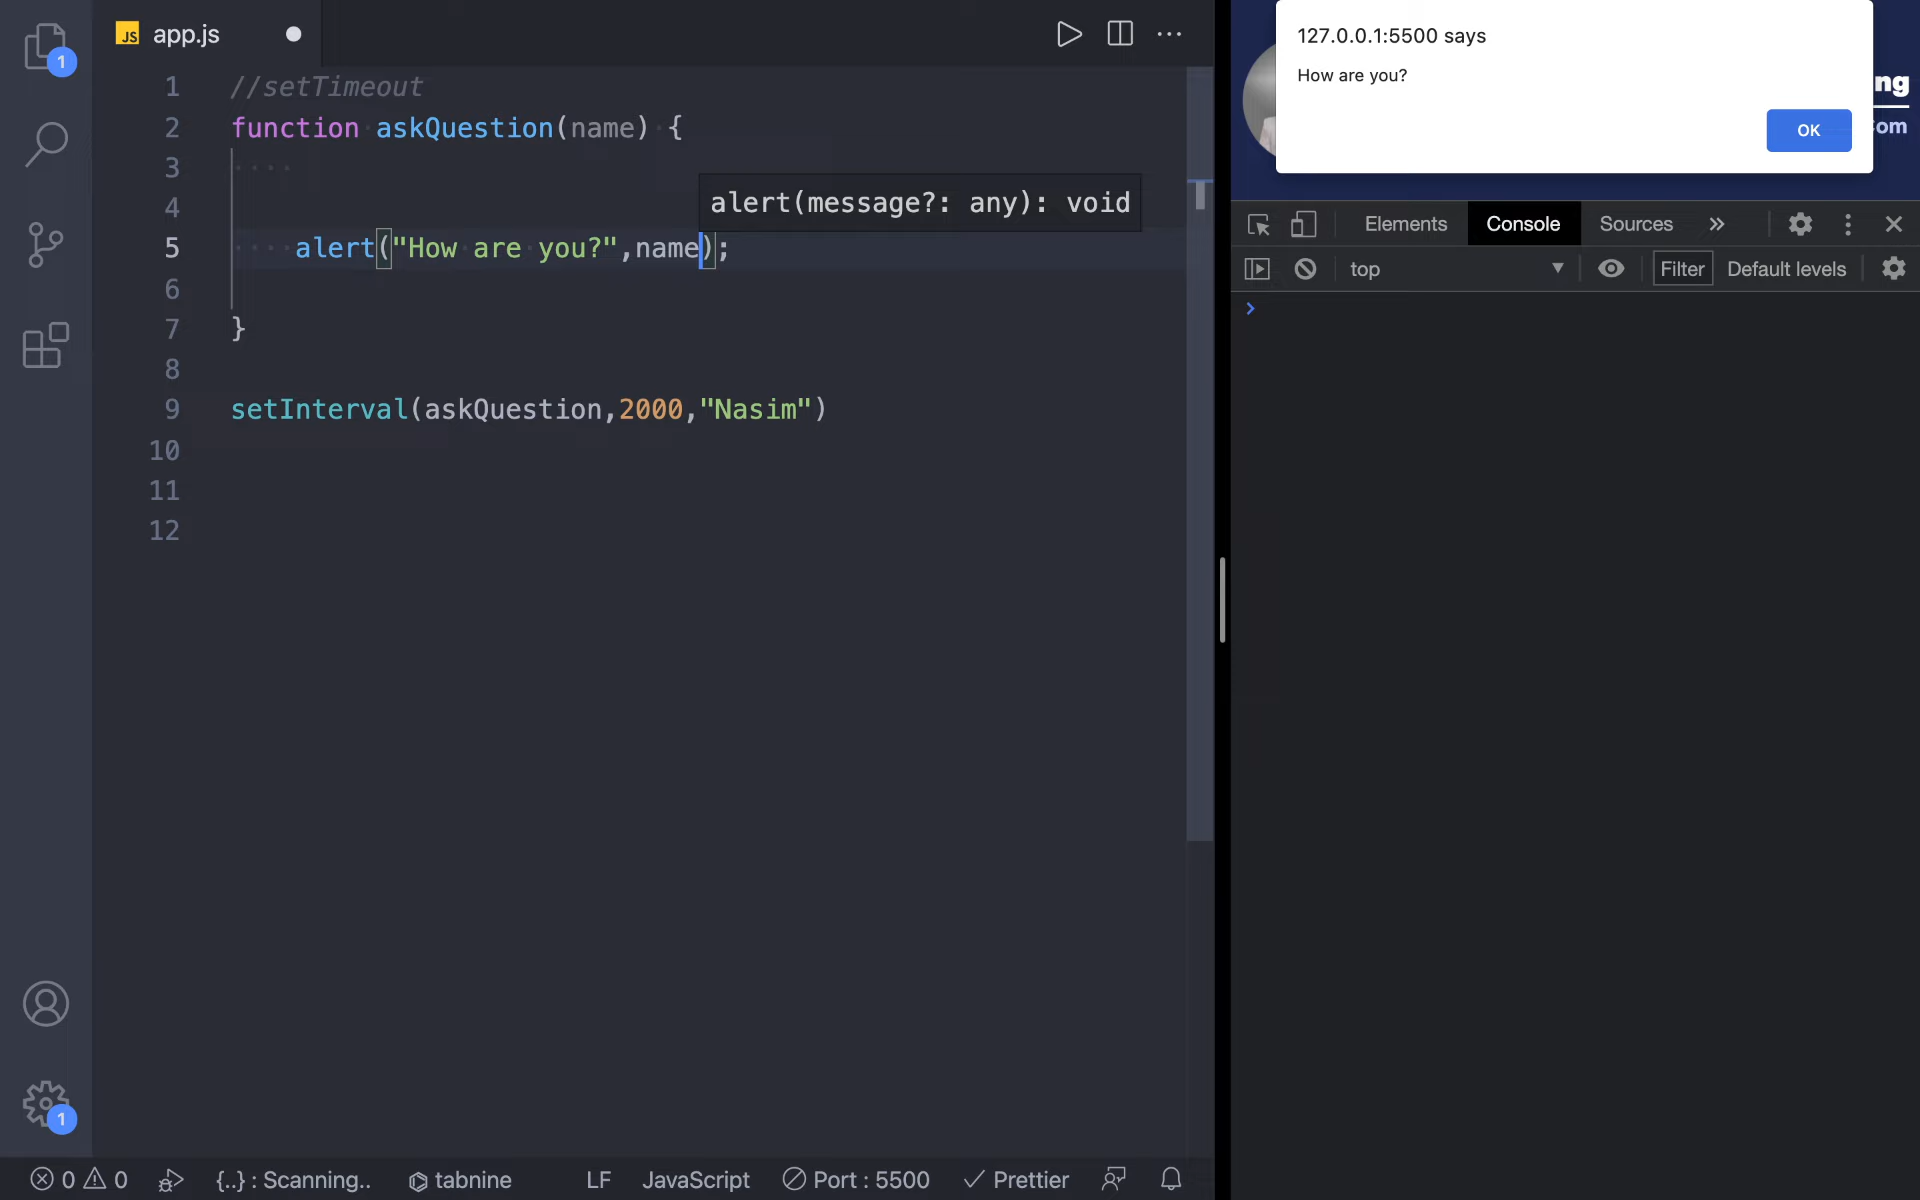 JS app.js
1 //setTimeout
2 function askQuestion(name) {
3
4
alert(message?: any): void
5 alert("How are you?",name);
6
7 }
8
9 setInterval(askQuestion,2000,"Nasim")
10
11
12
1
1
0 0 {..} : Scanning.. tabnine LF JavaScript Port : 5500 Prettier
127.0.0.1:5500 says
How are you?
OK
ng
om
Elements Console Sources »
top Filter Default levels